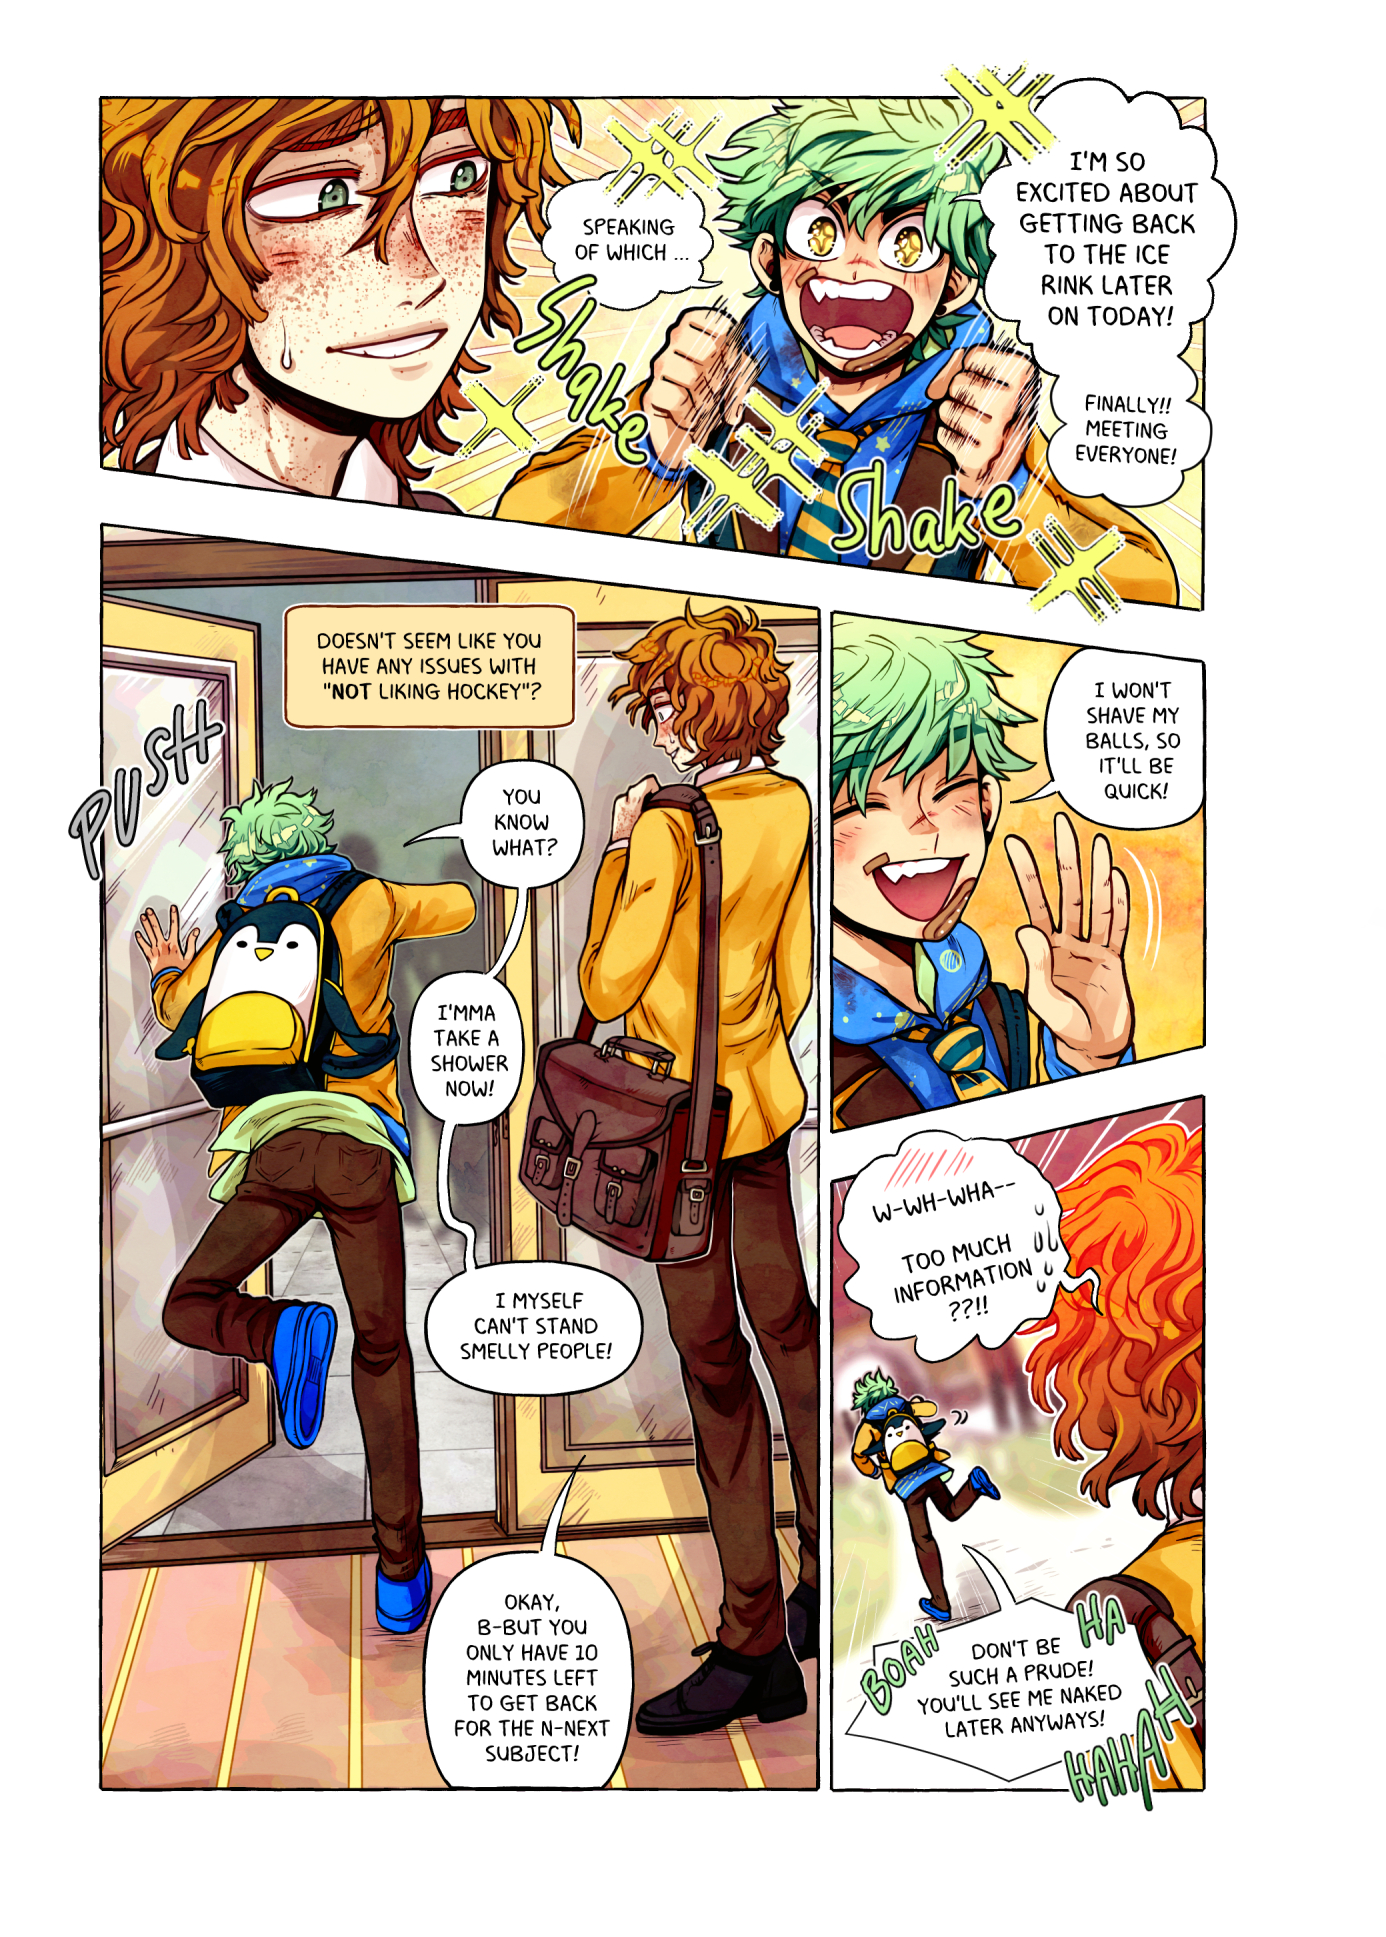 SPEAKING
OF WHICH ...
I'M SO
EXCITED ABOUT
GETTING BACK
TO THE ICE
RINK LATER
ON TODAY!
FINALLY!!
MEETING
EVERYONE!
Shake
Shake
DOESN'T SEEM LIKE YOU
HAVE ANY ISSUES WITH
"NOT LIKING HOCKEY"?
PUSH
YOU
KNOW
WHAT?
I'MMA
TAKE A
SHOWER
NOW!
I MYSELF
CAN'T STAND
SMELLY PEOPLE!
OKAY,
B-BUT YOU
ONLY HAVE 10
MINUTES LEFT
TO GET BACK
FOR THE N-NEXT
SUBJECT!
I WON'T
SHAVE MY
BALLS, SO
IT'LL BE
QUICK!
W-WH-WHA--
TOO MUCH
INFORMATION
??!!
BOAH
DON'T BE
SUCH A PRUDE!
YOU'LL SEE ME NAKED
LATER ANYWAYS!
HA
HAHAH